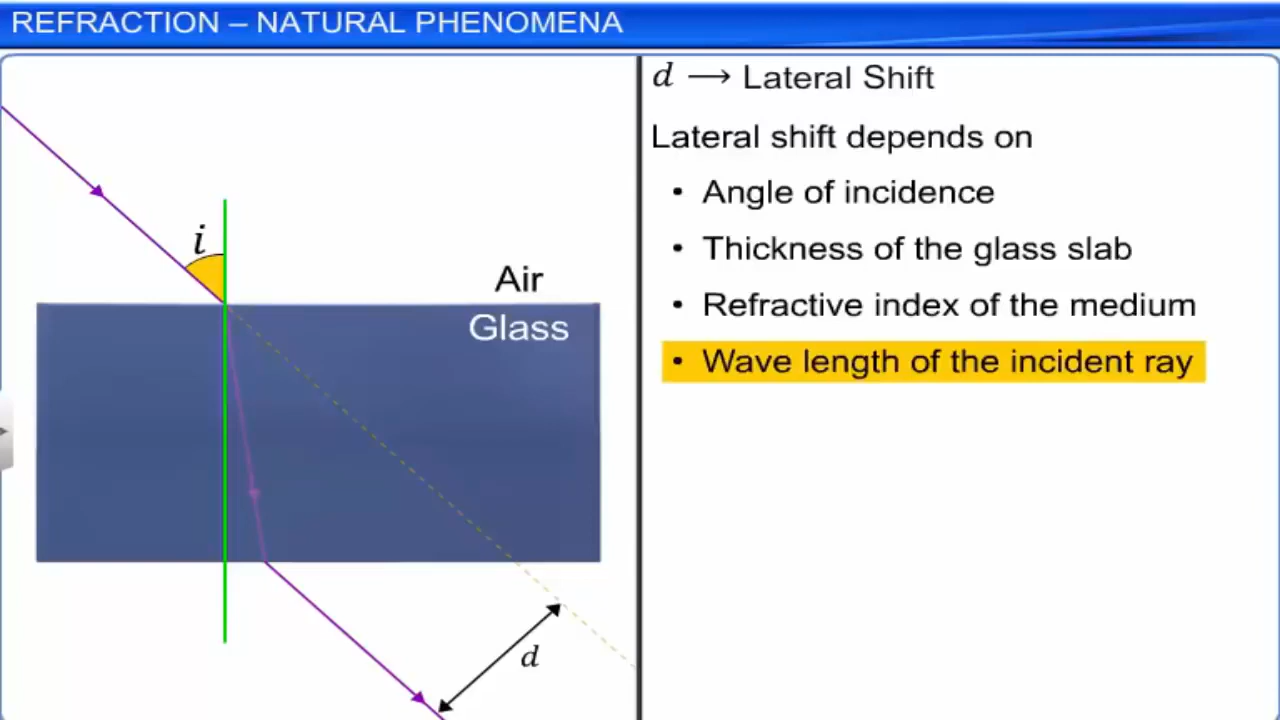 REFRACTION – NATURAL PHENOMENA
d → Lateral Shift
Lateral shift depends on
• Angle of incidence
• Thickness of the glass slab
• Refractive index of the medium
• Wave length of the incident ray
i
Air
Glass
d